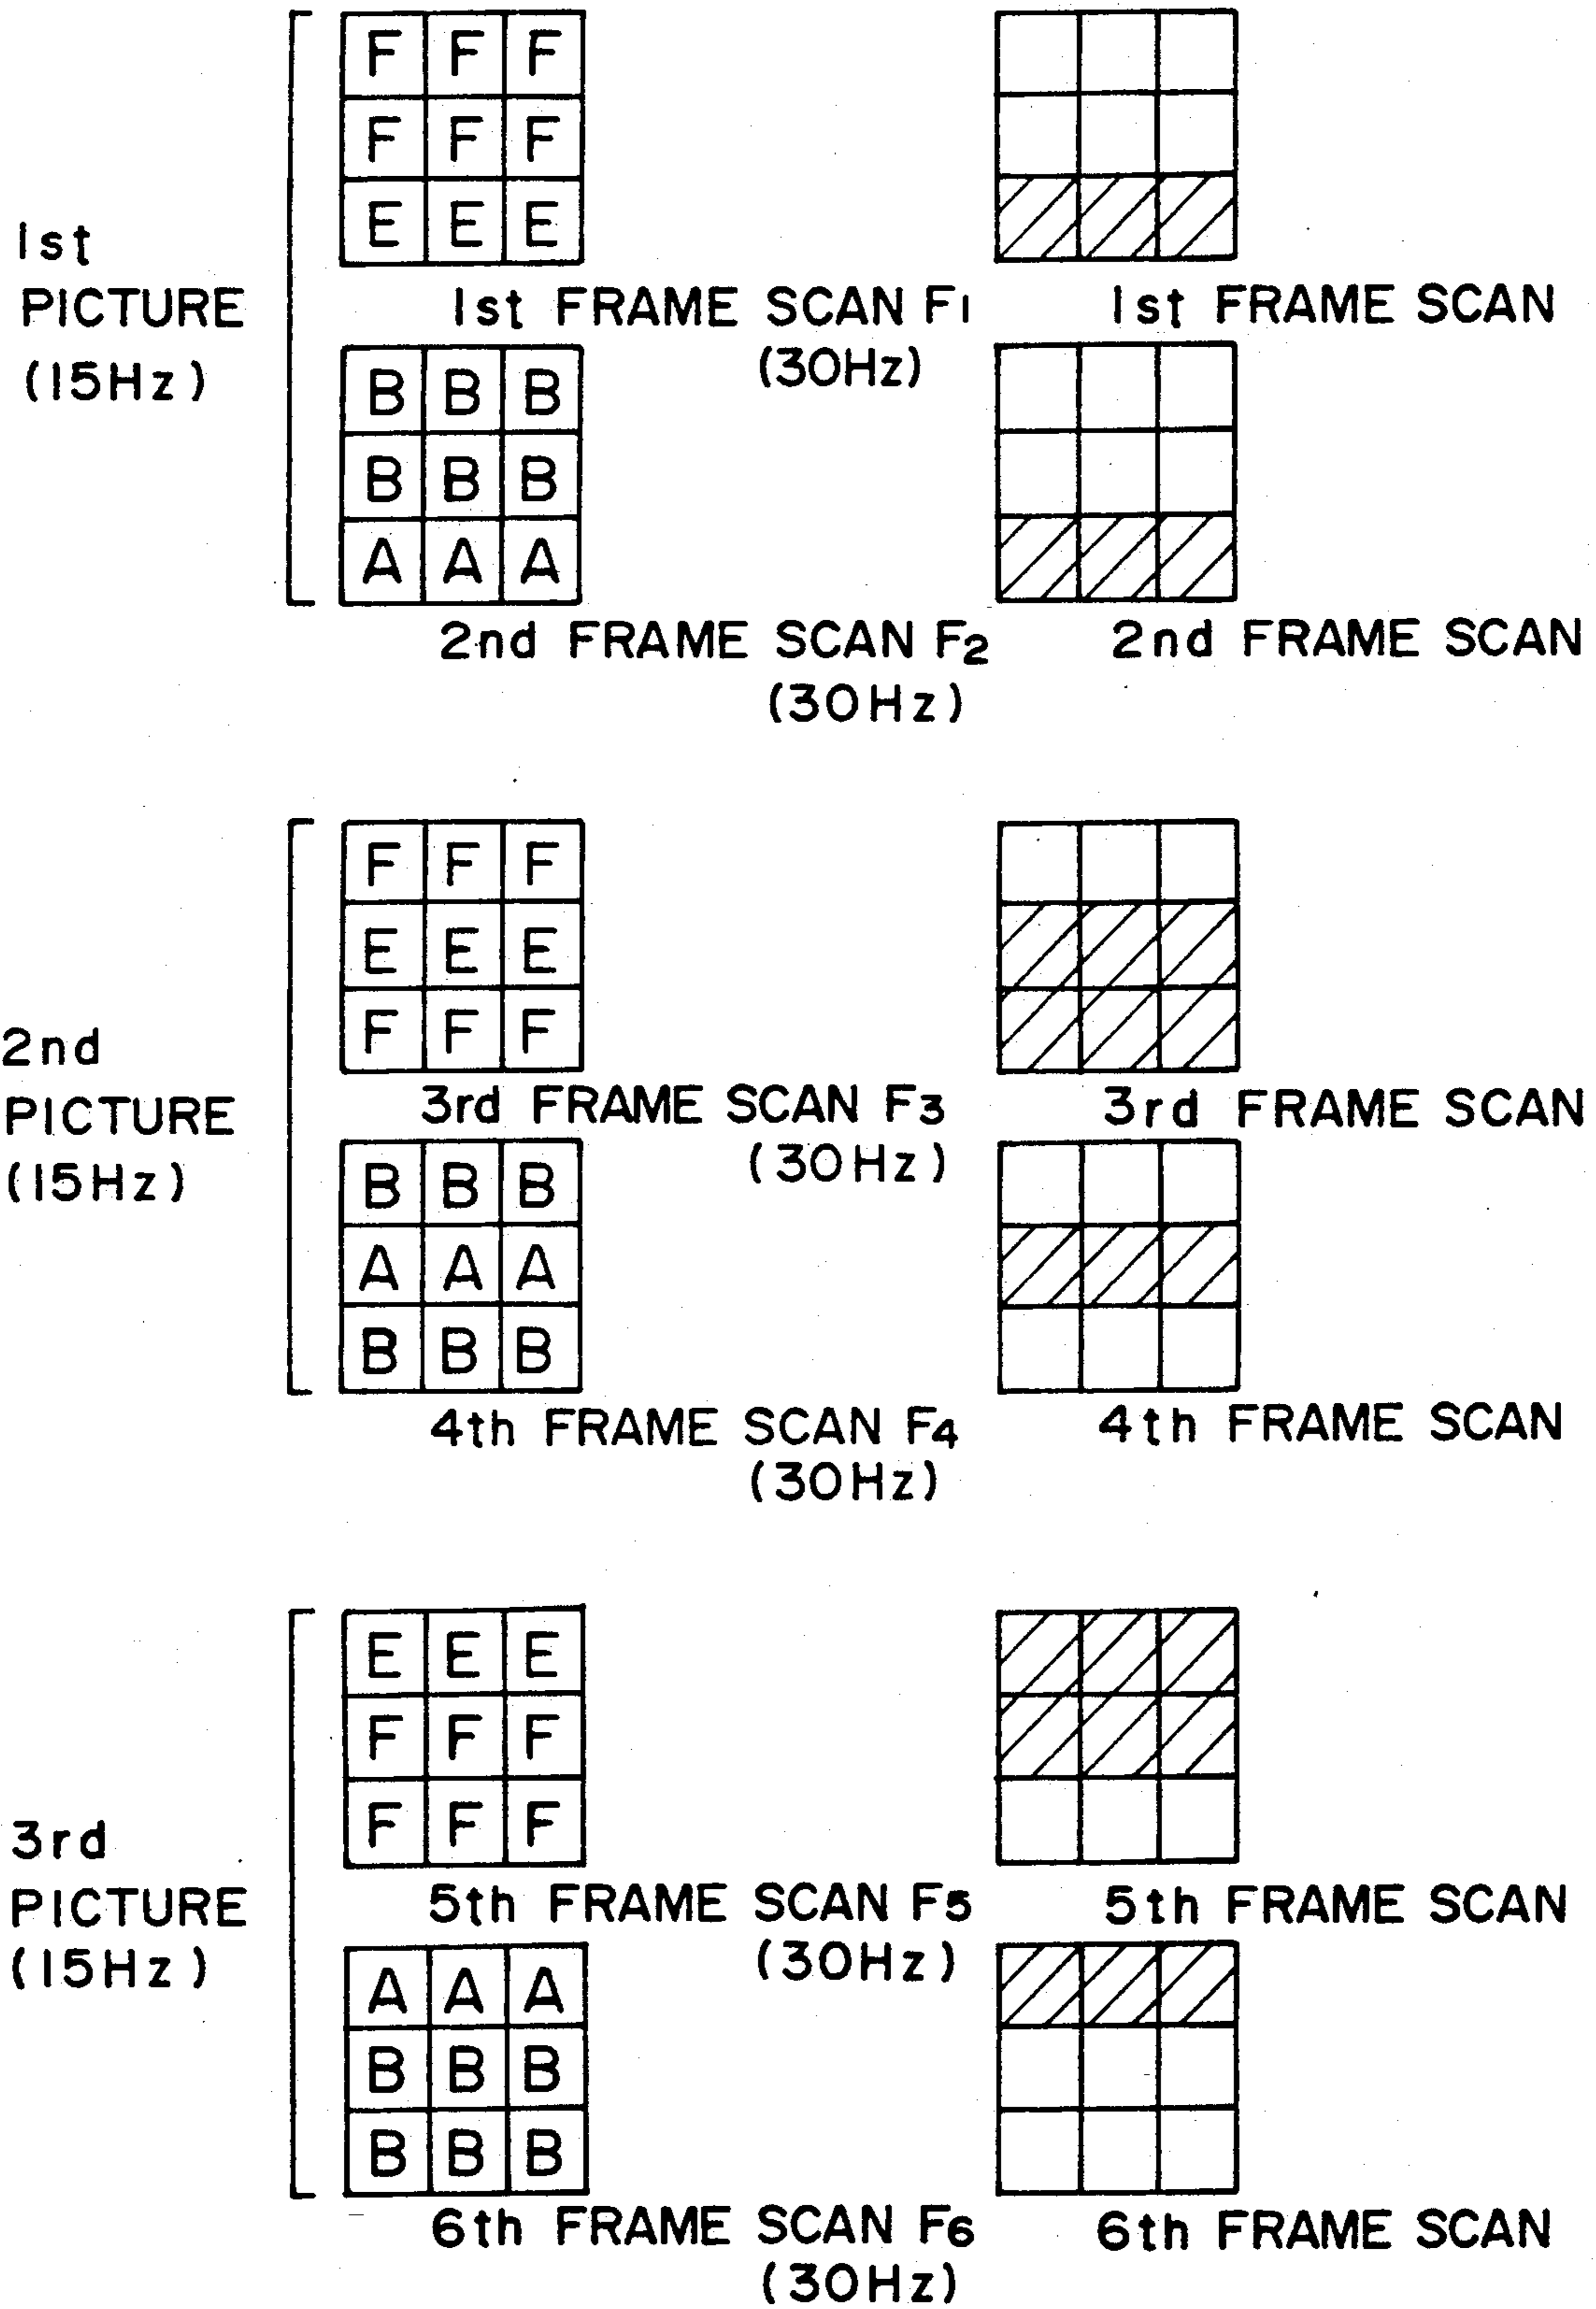 F F F
F F F
E E E
1st FRAME SCAN F1
(30Hz)
1st FRAME SCAN
1st
PICTURE
(15Hz)
B B B
B B B
A A A
2nd FRAME SCAN F2
(30Hz)
2nd FRAME SCAN
F F F
E E E
F F F
3rd FRAME SCAN F3
(30Hz)
3rd FRAME SCAN
2nd
PICTURE
(15Hz)
B B B
A A A
B B B
4th FRAME SCAN F4
(30Hz)
4th FRAME SCAN
E E E
F F F
F F F
5th FRAME SCAN F5
(30Hz)
5th FRAME SCAN
3rd
PICTURE
(15Hz)
A A A
B B B
B B B
6th FRAME SCAN F6
(30Hz)
6th FRAME SCAN